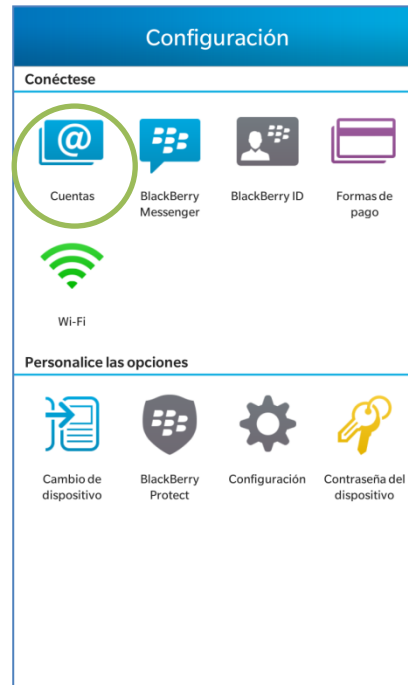 Configuración
Conéctese
@
Cuentas
BlackBerry
Messenger
BlackBerry ID
Formas de
pago
Wi-Fi
Personalice las opciones
Cambio de
dispositivo
BlackBerry
Protect
Configuración
Contraseña del
dispositivo